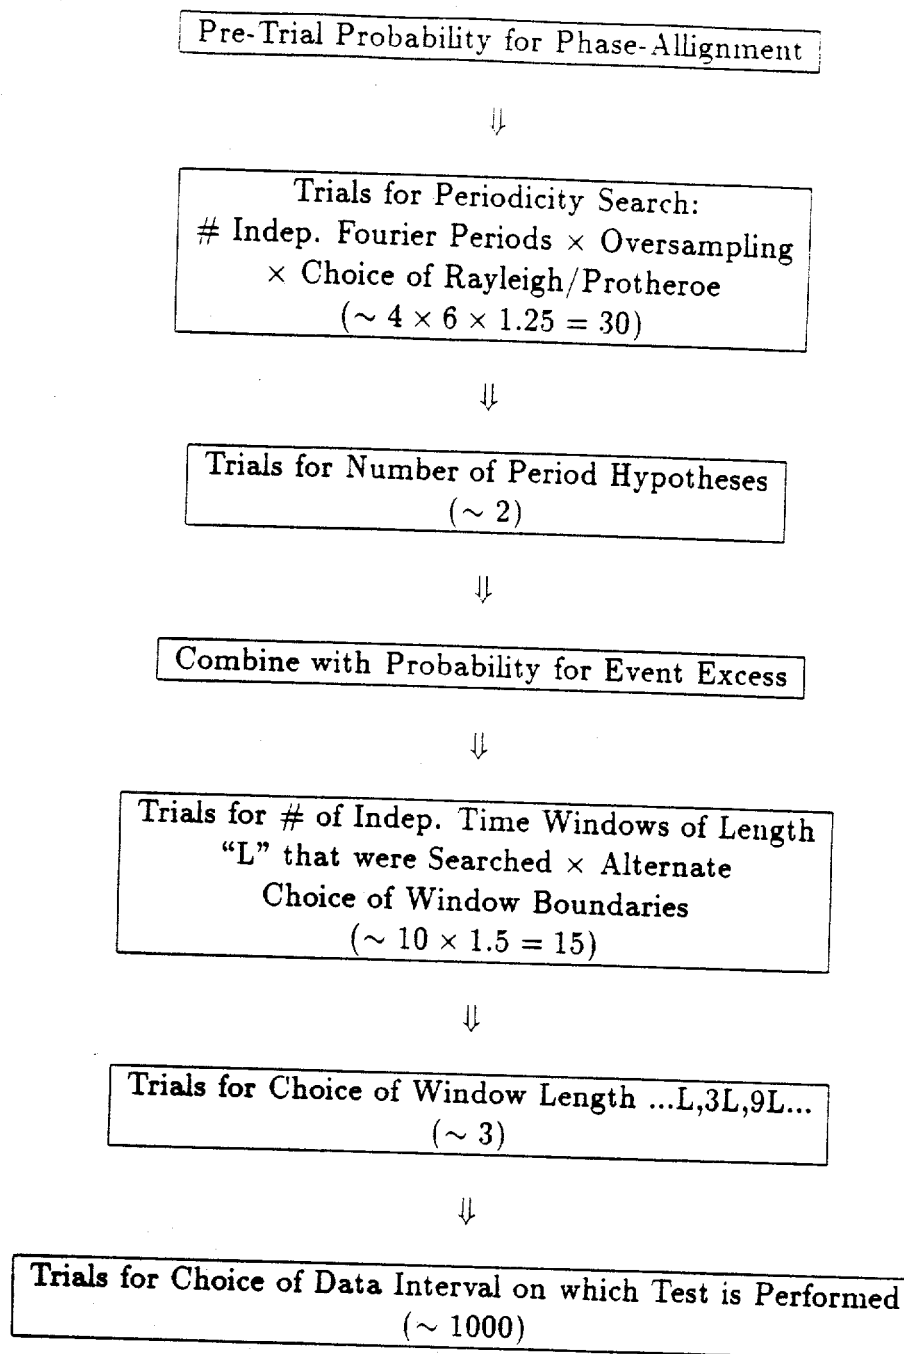 Pre-Trial Probability for Phase-Allignment
⇓
Trials for Periodicity Search:
# Indep. Fourier Periods × Oversampling
× Choice of Rayleigh/Protheroe
(∼ 4 × 6 × 1.25 = 30)
⇓
Trials for Number of Period Hypotheses
(∼ 2)
⇓
Combine with Probability for Event Excess
⇓
Trials for # of Indep. Time Windows of Length
“L” that were Searched × Alternate
Choice of Window Boundaries
(∼ 10 × 1.5 = 15)
⇓
Trials for Choice of Window Length ...L,3L,9L...
(∼ 3)
⇓
Trials for Choice of Data Interval on which Test is Performed
(∼ 1000)